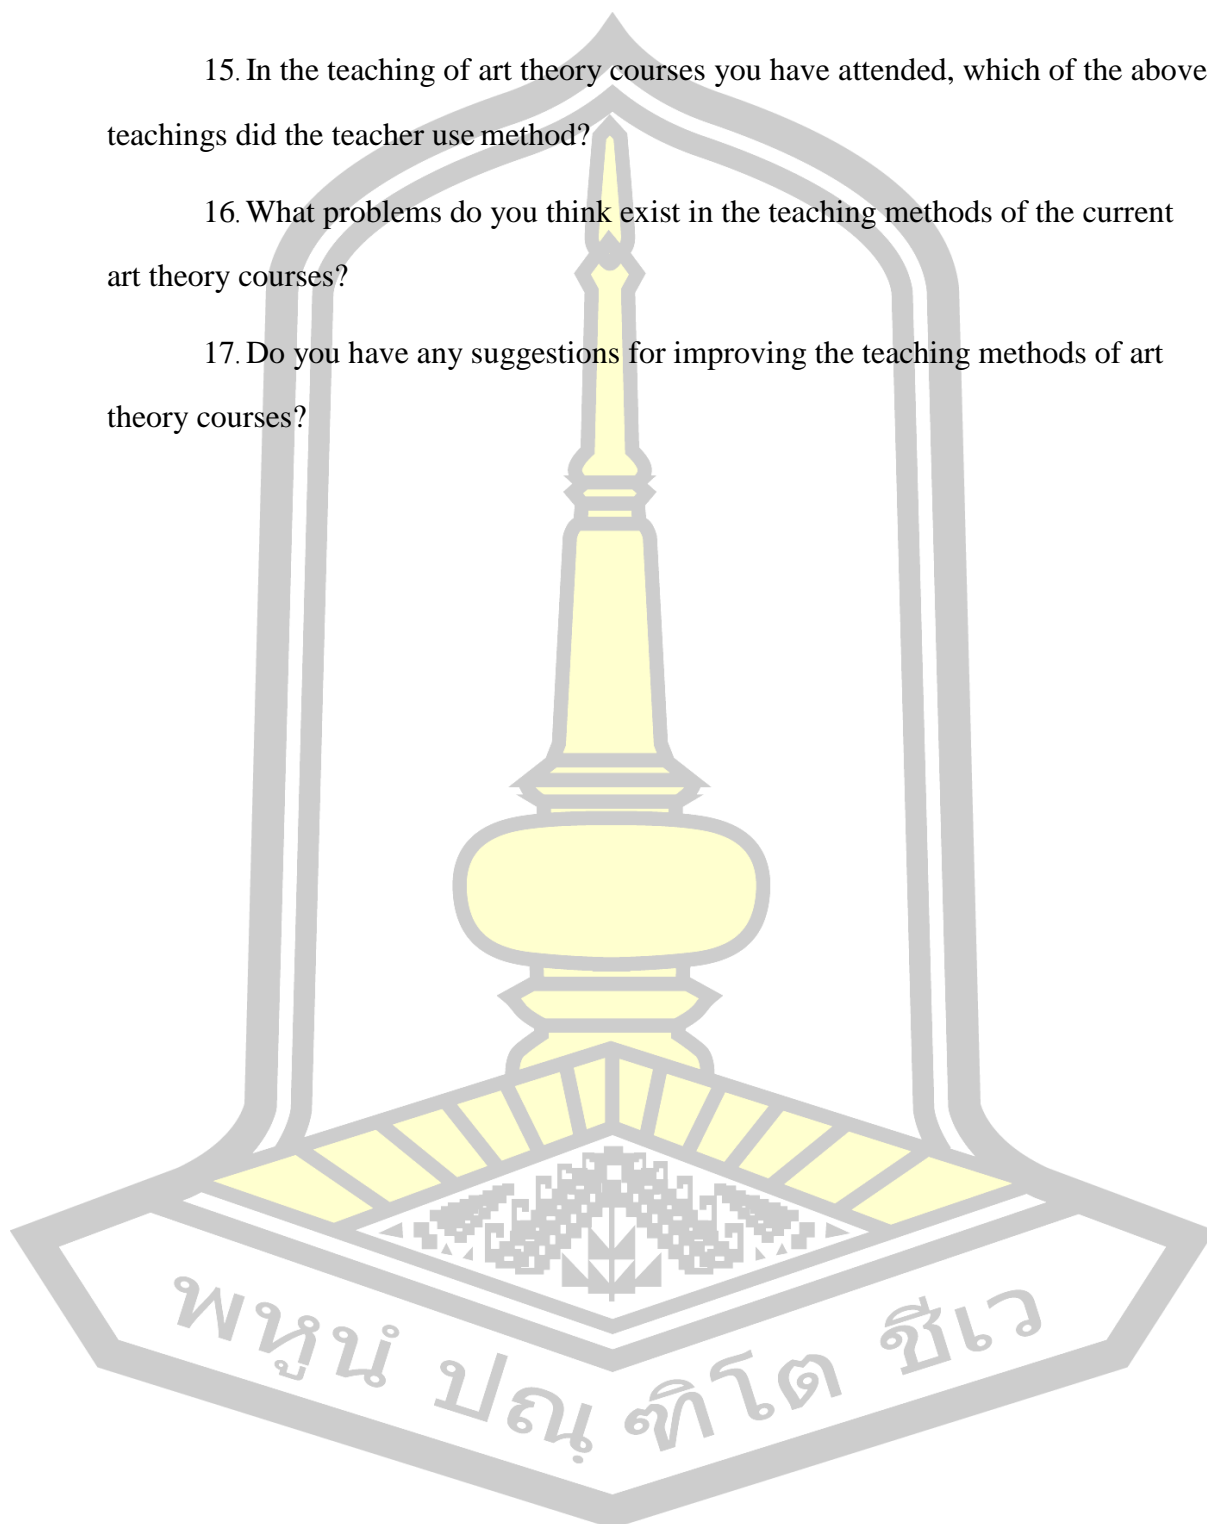 15. In the teaching of art theory courses you have attended, which of the above
teachings did the teacher use method?
16. What problems do you think exist in the teaching methods of the current
art theory courses?
17. Do you have any suggestions for improving the teaching methods of art
theory courses?
พหูนํ ปณฺ ฑิโต ชีเว